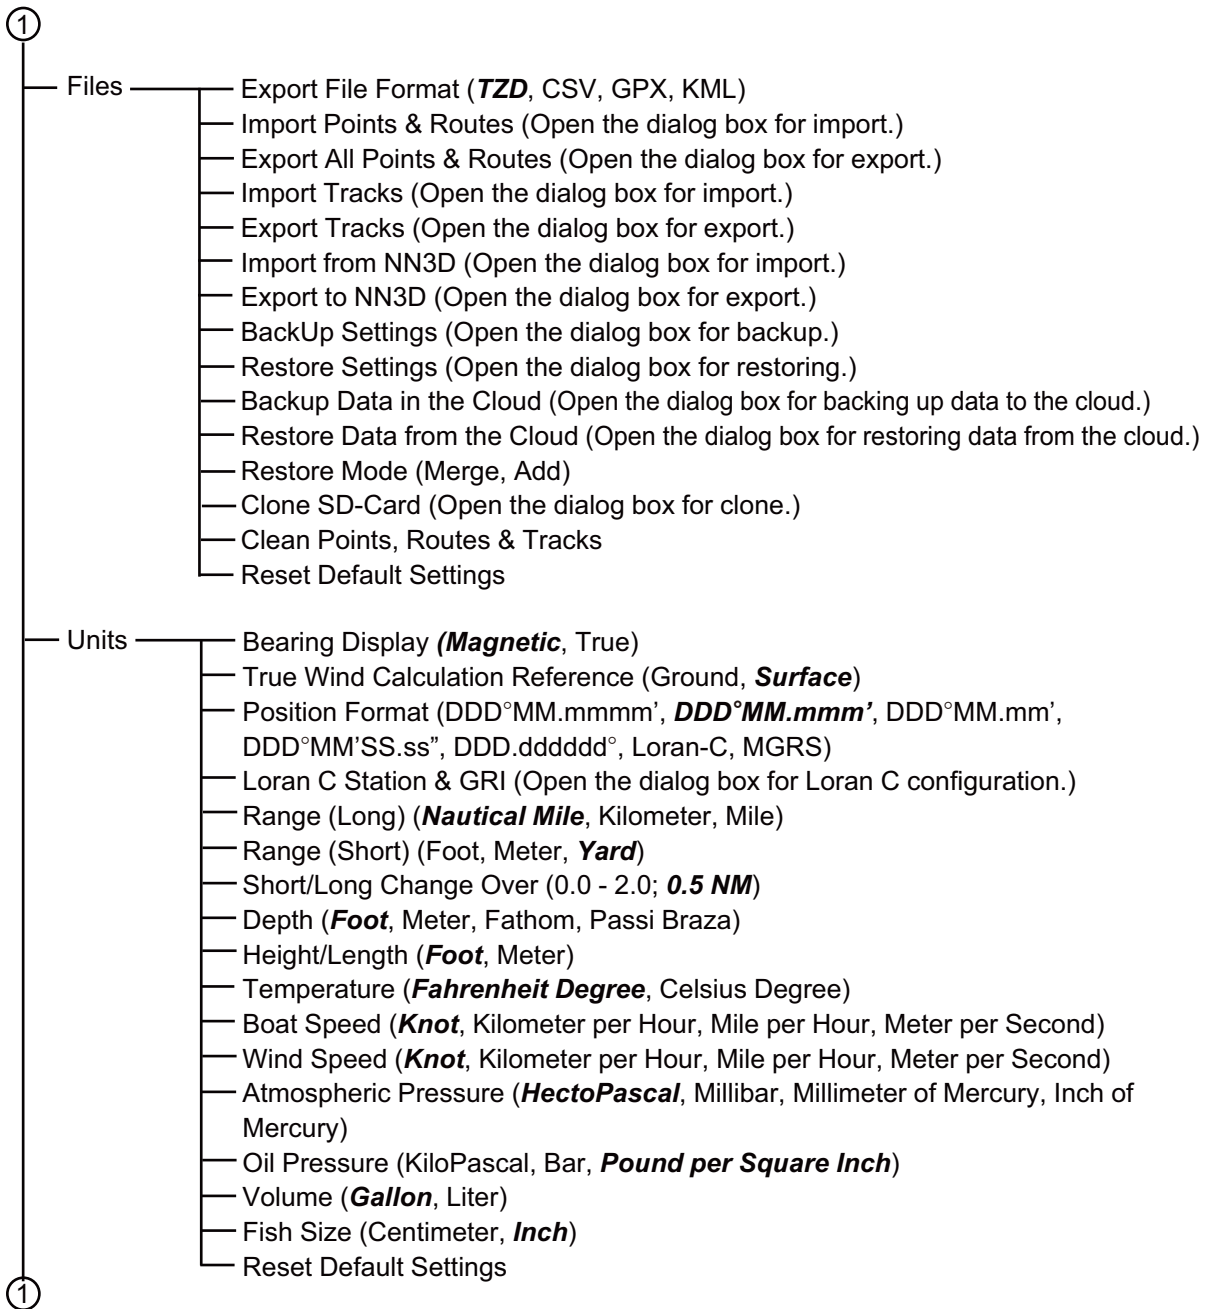 1
Files
Export File Format (TZD, CSV, GPX, KML)
Import Points & Routes (Open the dialog box for import.)
Export All Points & Routes (Open the dialog box for export.)
Import Tracks (Open the dialog box for import.)
Export Tracks (Open the dialog box for export.)
Import from NN3D (Open the dialog box for import.)
Export to NN3D (Open the dialog box for export.)
BackUp Settings (Open the dialog box for backup.)
Restore Settings (Open the dialog box for restoring.)
Backup Data in the Cloud (Open the dialog box for backing up data to the cloud.)
Restore Data from the Cloud (Open the dialog box for restoring data from the cloud.)
Restore Mode (Merge, Add)
Clone SD-Card (Open the dialog box for clone.)
Clean Points, Routes & Tracks
Reset Default Settings
Units
Bearing Display (Magnetic, True)
True Wind Calculation Reference (Ground, Surface)
Position Format (DDD°MM.mmmm’, DDD°MM.mmm’, DDD°MM.mm’,
DDD°MM’SS.ss”, DDD.dddddd°, Loran-C, MGRS)
Loran C Station & GRI (Open the dialog box for Loran C configuration.)
Range (Long) (Nautical Mile, Kilometer, Mile)
Range (Short) (Foot, Meter, Yard)
Short/Long Change Over (0.0 - 2.0; 0.5 NM)
Depth (Foot, Meter, Fathom, Passi Braza)
Height/Length (Foot, Meter)
Temperature (Fahrenheit Degree, Celsius Degree)
Boat Speed (Knot, Kilometer per Hour, Mile per Hour, Meter per Second)
Wind Speed (Knot, Kilometer per Hour, Mile per Hour, Meter per Second)
Atmospheric Pressure (HectoPascal, Millibar, Millimeter of Mercury, Inch of
Mercury)
Oil Pressure (KiloPascal, Bar, Pound per Square Inch)
Volume (Gallon, Liter)
Fish Size (Centimeter, Inch)
Reset Default Settings
1